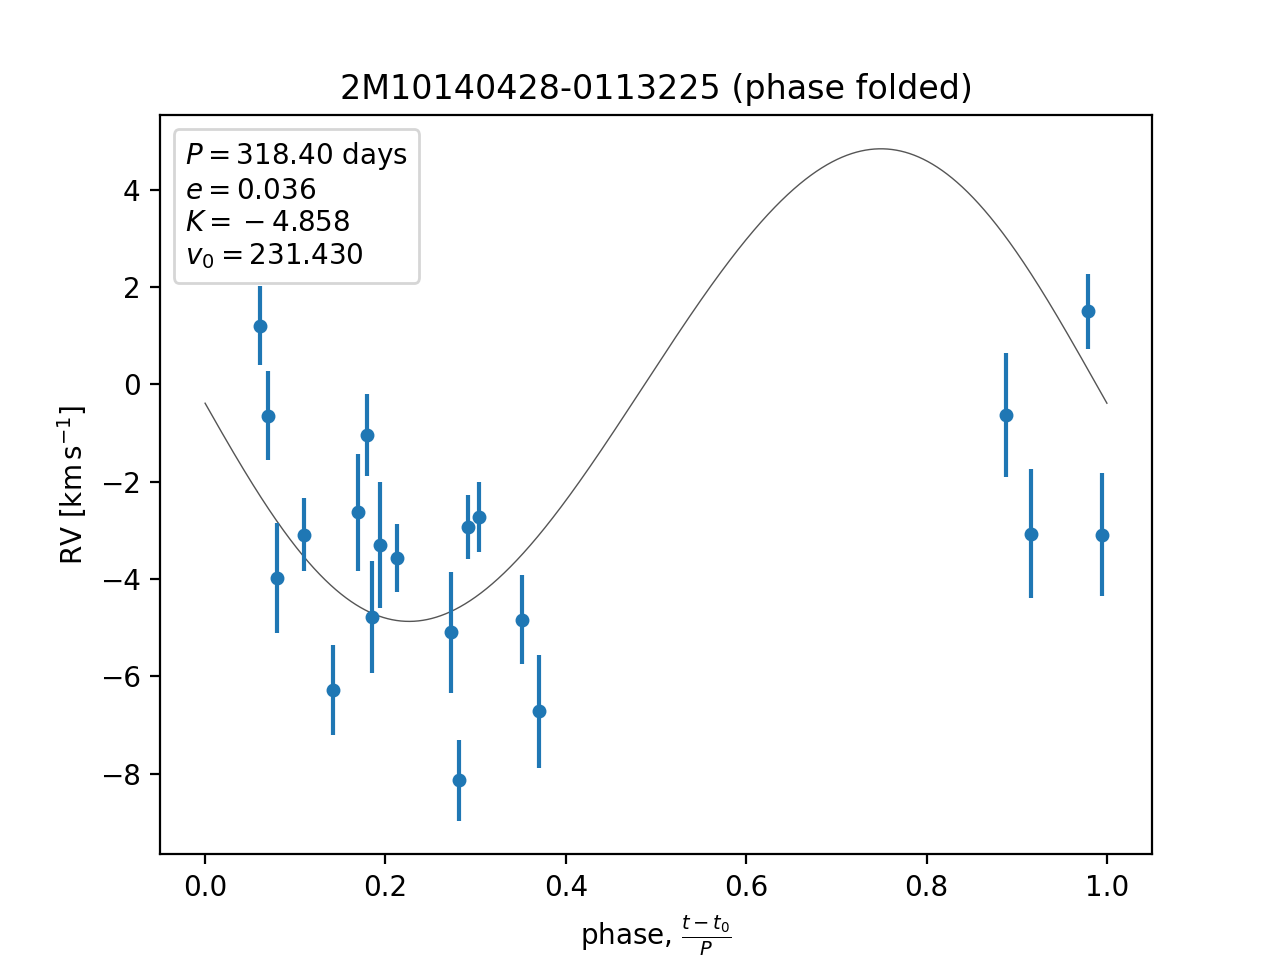 2M10140428-0113225 (phase folded)
P = 318.40 days
e = 0.036
K = −4.858
v₀ = 231.430
4
2
0
−2
−4
−6
−8
RV [km s⁻¹]
0.0 0.2 0.4 0.6 0.8 1.0
phase, (t − t₀)/P